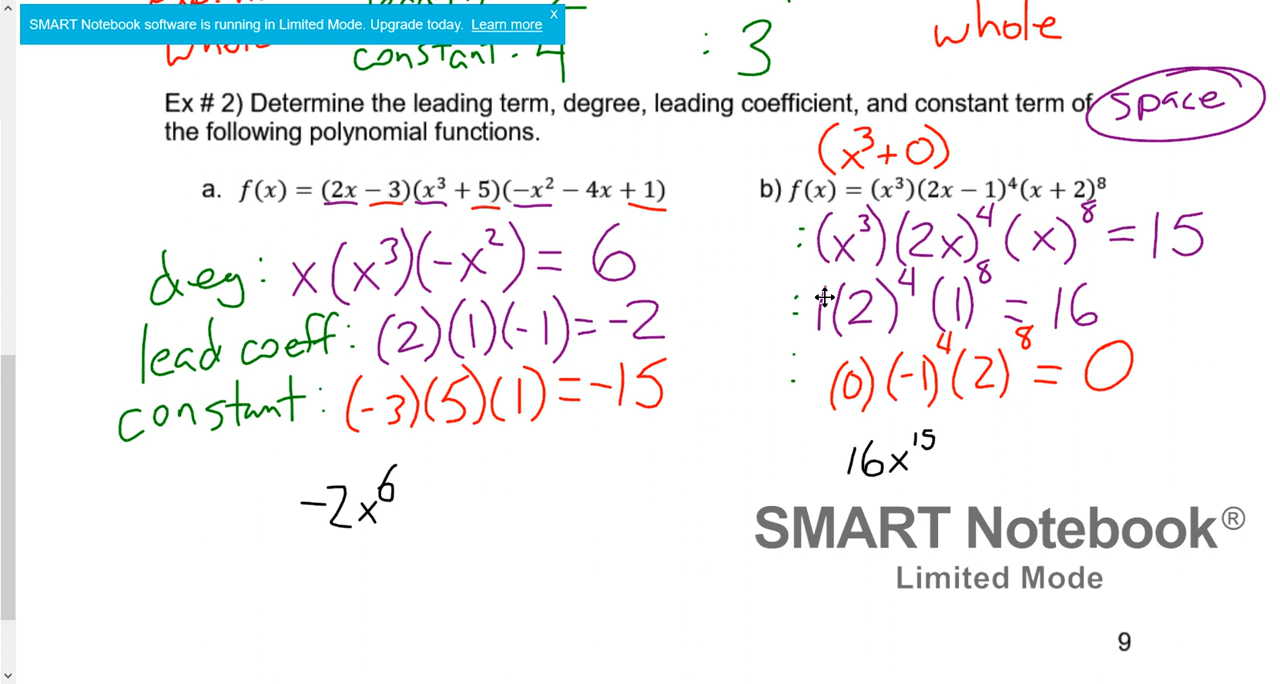 SMART Notebook software is running in Limited Mode. Upgrade today. Learn more X
whole
constant: 4 : 3 whole
Ex # 2) Determine the leading term, degree, leading coefficient, and constant term of space
the following polynomial functions.
(x³+0)
a. f(x) = (2x − 3)(x³ + 5)(−x² − 4x + 1) b) f(x) = (x³)(2x − 1)⁴(x + 2)⁸
deg: x(x³)(-x²) = 6 : (x³)(2x)⁴(x)⁸ = 15
lead coeff: (2)(1)(-1) = -2 : 1(2)⁴(1)⁸ = 16
constant: (-3)(5)(1) = -15 : (0)(-1)⁴(2)⁸ = 0
-2x⁶ 16x¹⁵
SMART Notebook®
Limited Mode
9